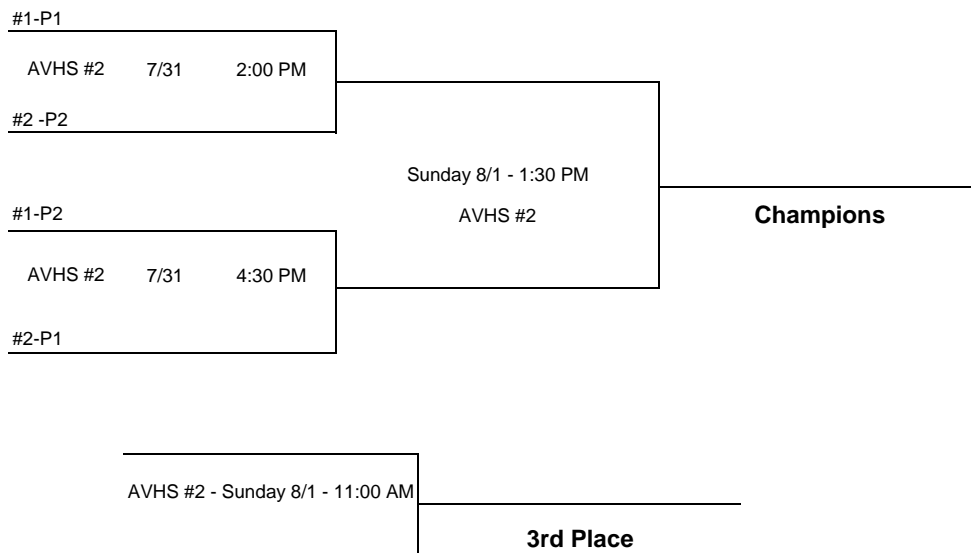 #1-P1
AVHS #2 7/31 2:00 PM
#2 -P2
Sunday 8/1 - 1:30 PM
AVHS #2
Champions
#1-P2
AVHS #2 7/31 4:30 PM
#2-P1
AVHS #2 - Sunday 8/1 - 11:00 AM
3rd Place